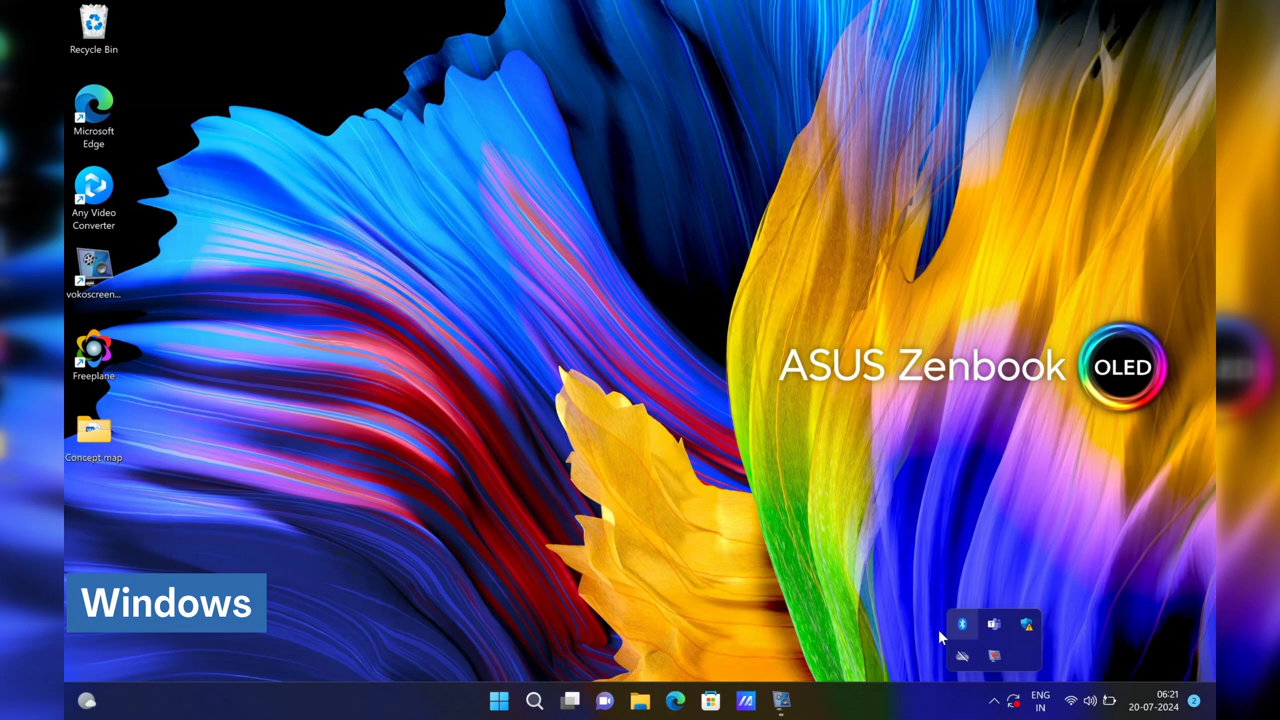 Recycle Bin
Microsoft
Edge
Any Video
Converter
vokoscreen...
Freeplane
Concept map
ASUS Zenbook
OLED
Windows
ENG
IN
06:21
20-07-2024
2